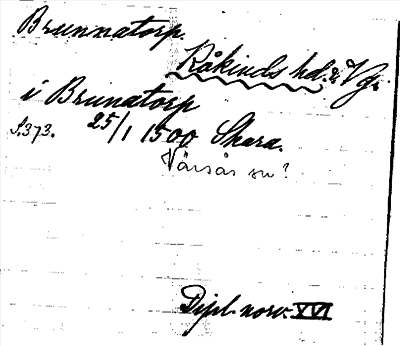 Brunnatorp.
Kåkinds hd. Vg.
i Brunatorp
S.373. 25/1 1500 Skara.
Värsås sn?
Dipl. norv. XVI